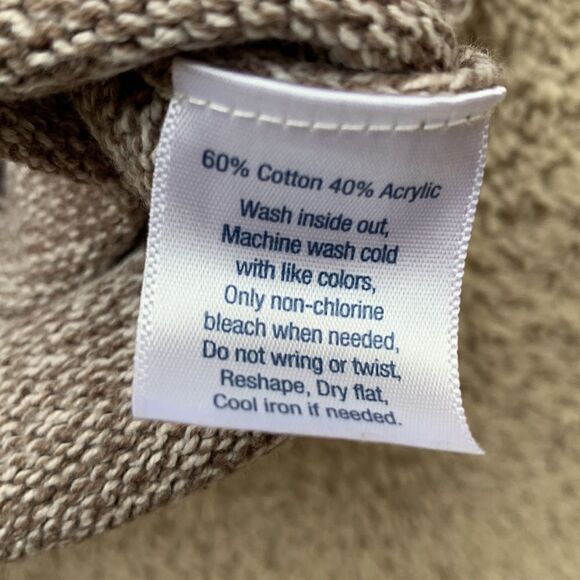 60% Cotton 40% Acrylic
Wash inside out,
Machine wash cold
with like colors,
Only non-chlorine
bleach when needed,
Do not wring or twist,
Reshape, Dry flat,
Cool iron if needed.